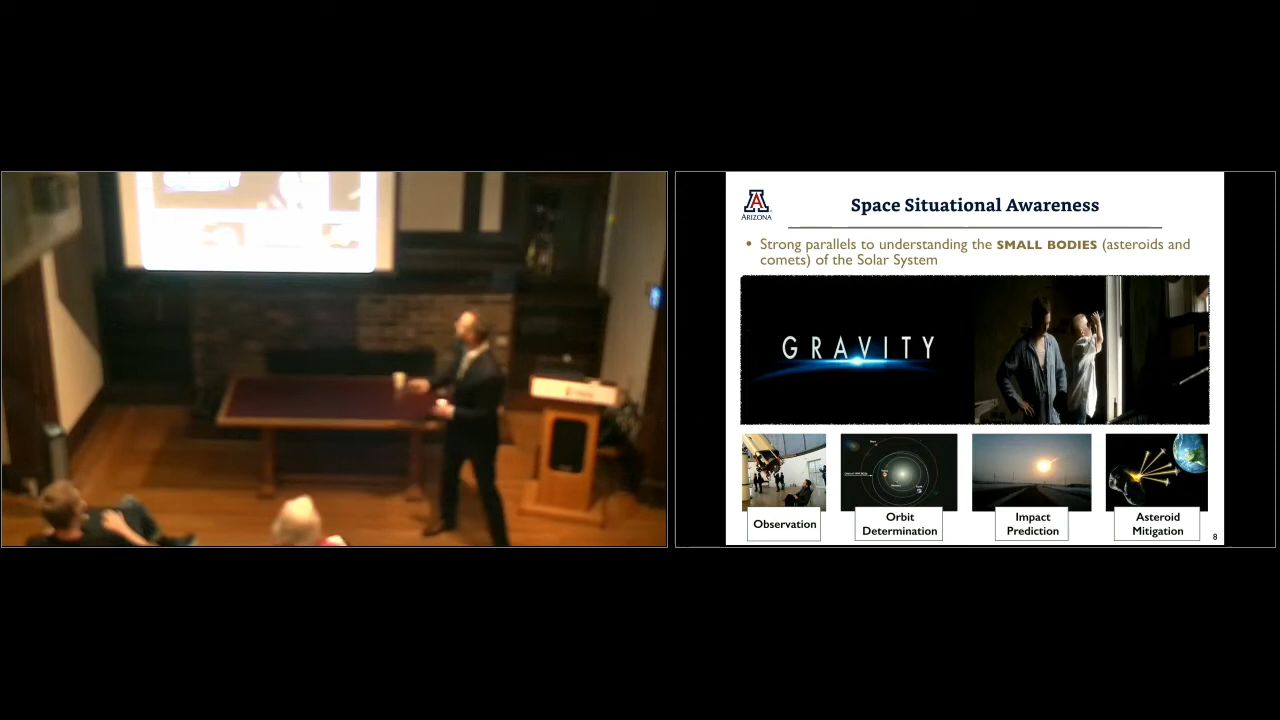 ARIZONA
Space Situational Awareness
• Strong parallels to understanding the SMALL BODIES (asteroids and
comets) of the Solar System
GRAVITY
Observation
Orbit
Determination
Impact
Prediction
Asteroid
Mitigation
8